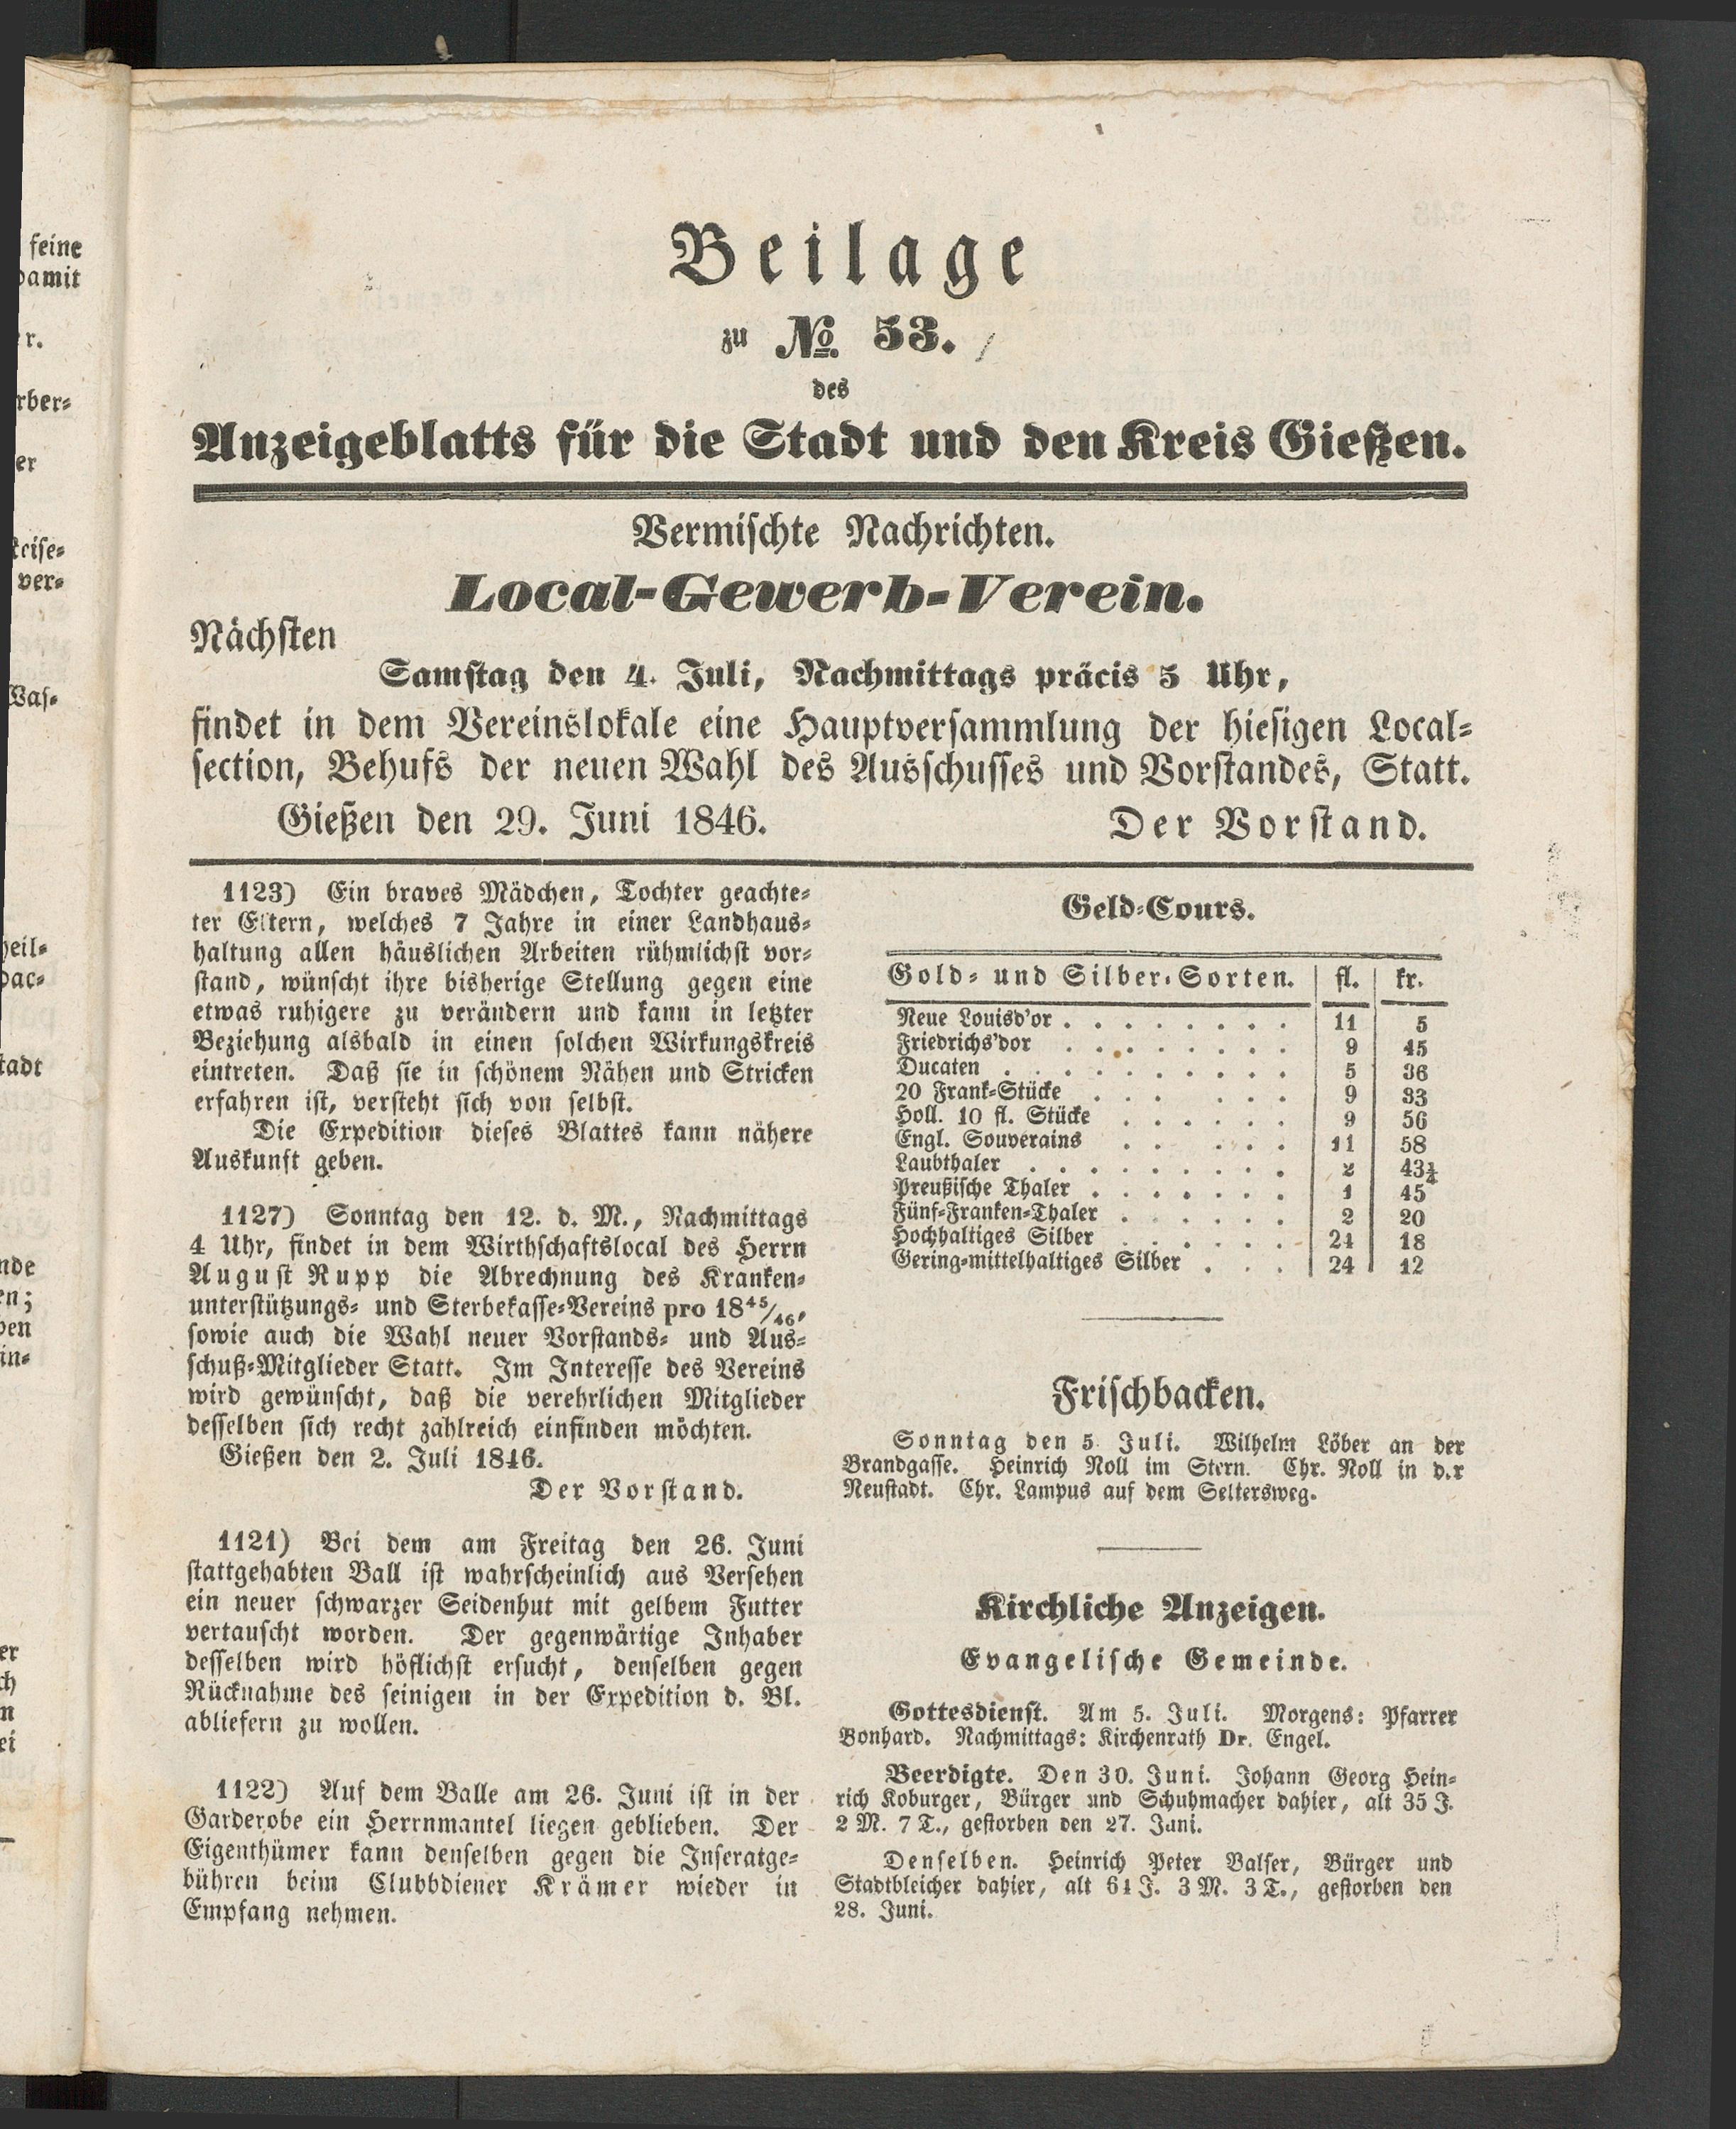 Beilage
zu No. 53.
des
Anzeigeblatts für die Stadt und den Kreis Gießen.
Vermischte Nachrichten.
Local-Gewerb-Verein.
Nächsten
Samstag den 4. Juli, Nachmittags präcis 5 Uhr,
findet in dem Vereinslokale eine Hauptversammlung der hiesigen Local-
section, Behufs der neuen Wahl des Ausschusses und Vorstandes, Statt.
Gießen den 29. Juni 1846. Der Vorstand.
1123) Ein braves Mädchen, Tochter geachte-
ter Eltern, welches 7 Jahre in einer Landhaus-
haltung allen häuslichen Arbeiten rühmlichst vor-
stand, wünscht ihre bisherige Stellung gegen eine
etwas ruhigere zu verändern und kann in letzter
Beziehung alsbald in einen solchen Wirkungskreis
eintreten. Daß sie in schönem Nähen und Stricken
erfahren ist, versteht sich von selbst.
Die Expedition dieses Blattes kann nähere
Auskunft geben.
1127) Sonntag den 12. d. M., Nachmittags
4 Uhr, findet in dem Wirthschaftslocal des Herrn
August Rupp die Abrechnung des Kranken-
unterstützungs- und Sterbekasse-Vereins pro 1845/46,
sowie auch die Wahl neuer Vorstands- und Aus-
schuß-Mitglieder Statt. Im Interesse des Vereins
wird gewünscht, daß die verehrlichen Mitglieder
desselben sich recht zahlreich einfinden möchten.
Gießen den 2. Juli 1846.
Der Vorstand.
1121) Bei dem am Freitag den 26. Juni
stattgehabten Ball ist wahrscheinlich aus Versehen
ein neuer schwarzer Seidenhut mit gelbem Futter
vertauscht worden. Der gegenwärtige Inhaber
desselben wird höflichst ersucht, denselben gegen
Rücknahme des seinigen in der Expedition d. Bl.
abliefern zu wollen.
1122) Auf dem Balle am 26. Juni ist in der
Garderobe ein Herrnmantel liegen geblieben. Der
Eigenthümer kann denselben gegen die Inseratge-
bühren beim Clubbdiener Krämer wieder in
Empfang nehmen.
Geld-Cours.
Gold- und Silber-Sorten. fl. kr.
Neue Louisd'or . . . . . . . . 11 5
Friedrichs'dor . . . . . . . . 9 45
Ducaten . . . . . . . . . . 5 36
20 Frank-Stücke . . . . . . 9 33
Holl. 10 fl. Stücke . . . . . . 9 56
Engl. Souverains . . . . . . 11 58
Laubthaler . . . . . . . . . 2 43¼
Preußische Thaler . . . . . . . 1 45
Fünf-Franken-Thaler . . . . . . 2 20
Hochhaltiges Silber . . . . . . 24 18
Gering-mittelhaltiges Silber . . . 24 12
Frischbacken.
Sonntag den 5. Juli. Wilhelm Löber an der
Brandgasse. Heinrich Noll im Stern. Chr. Noll in der
Neustadt. Chr. Lampus auf dem Seltersweg.
Kirchliche Anzeigen.
Evangelische Gemeinde.
Gottesdienst. Am 5. Juli. Morgens: Pfarrer
Bonhard. Nachmittags: Kirchenrath Dr. Engel.
Beerdigte. Den 30. Juni. Johann Georg Hein-
rich Koburger, Bürger und Schuhmacher dahier, alt 35 J.
2 M. 7 T., gestorben den 27. Juni.
Denselben. Heinrich Peter Balser, Bürger und
Stadtbleicher dahier, alt 61 J. 3 M. 3 T., gestorben den
28. Juni.